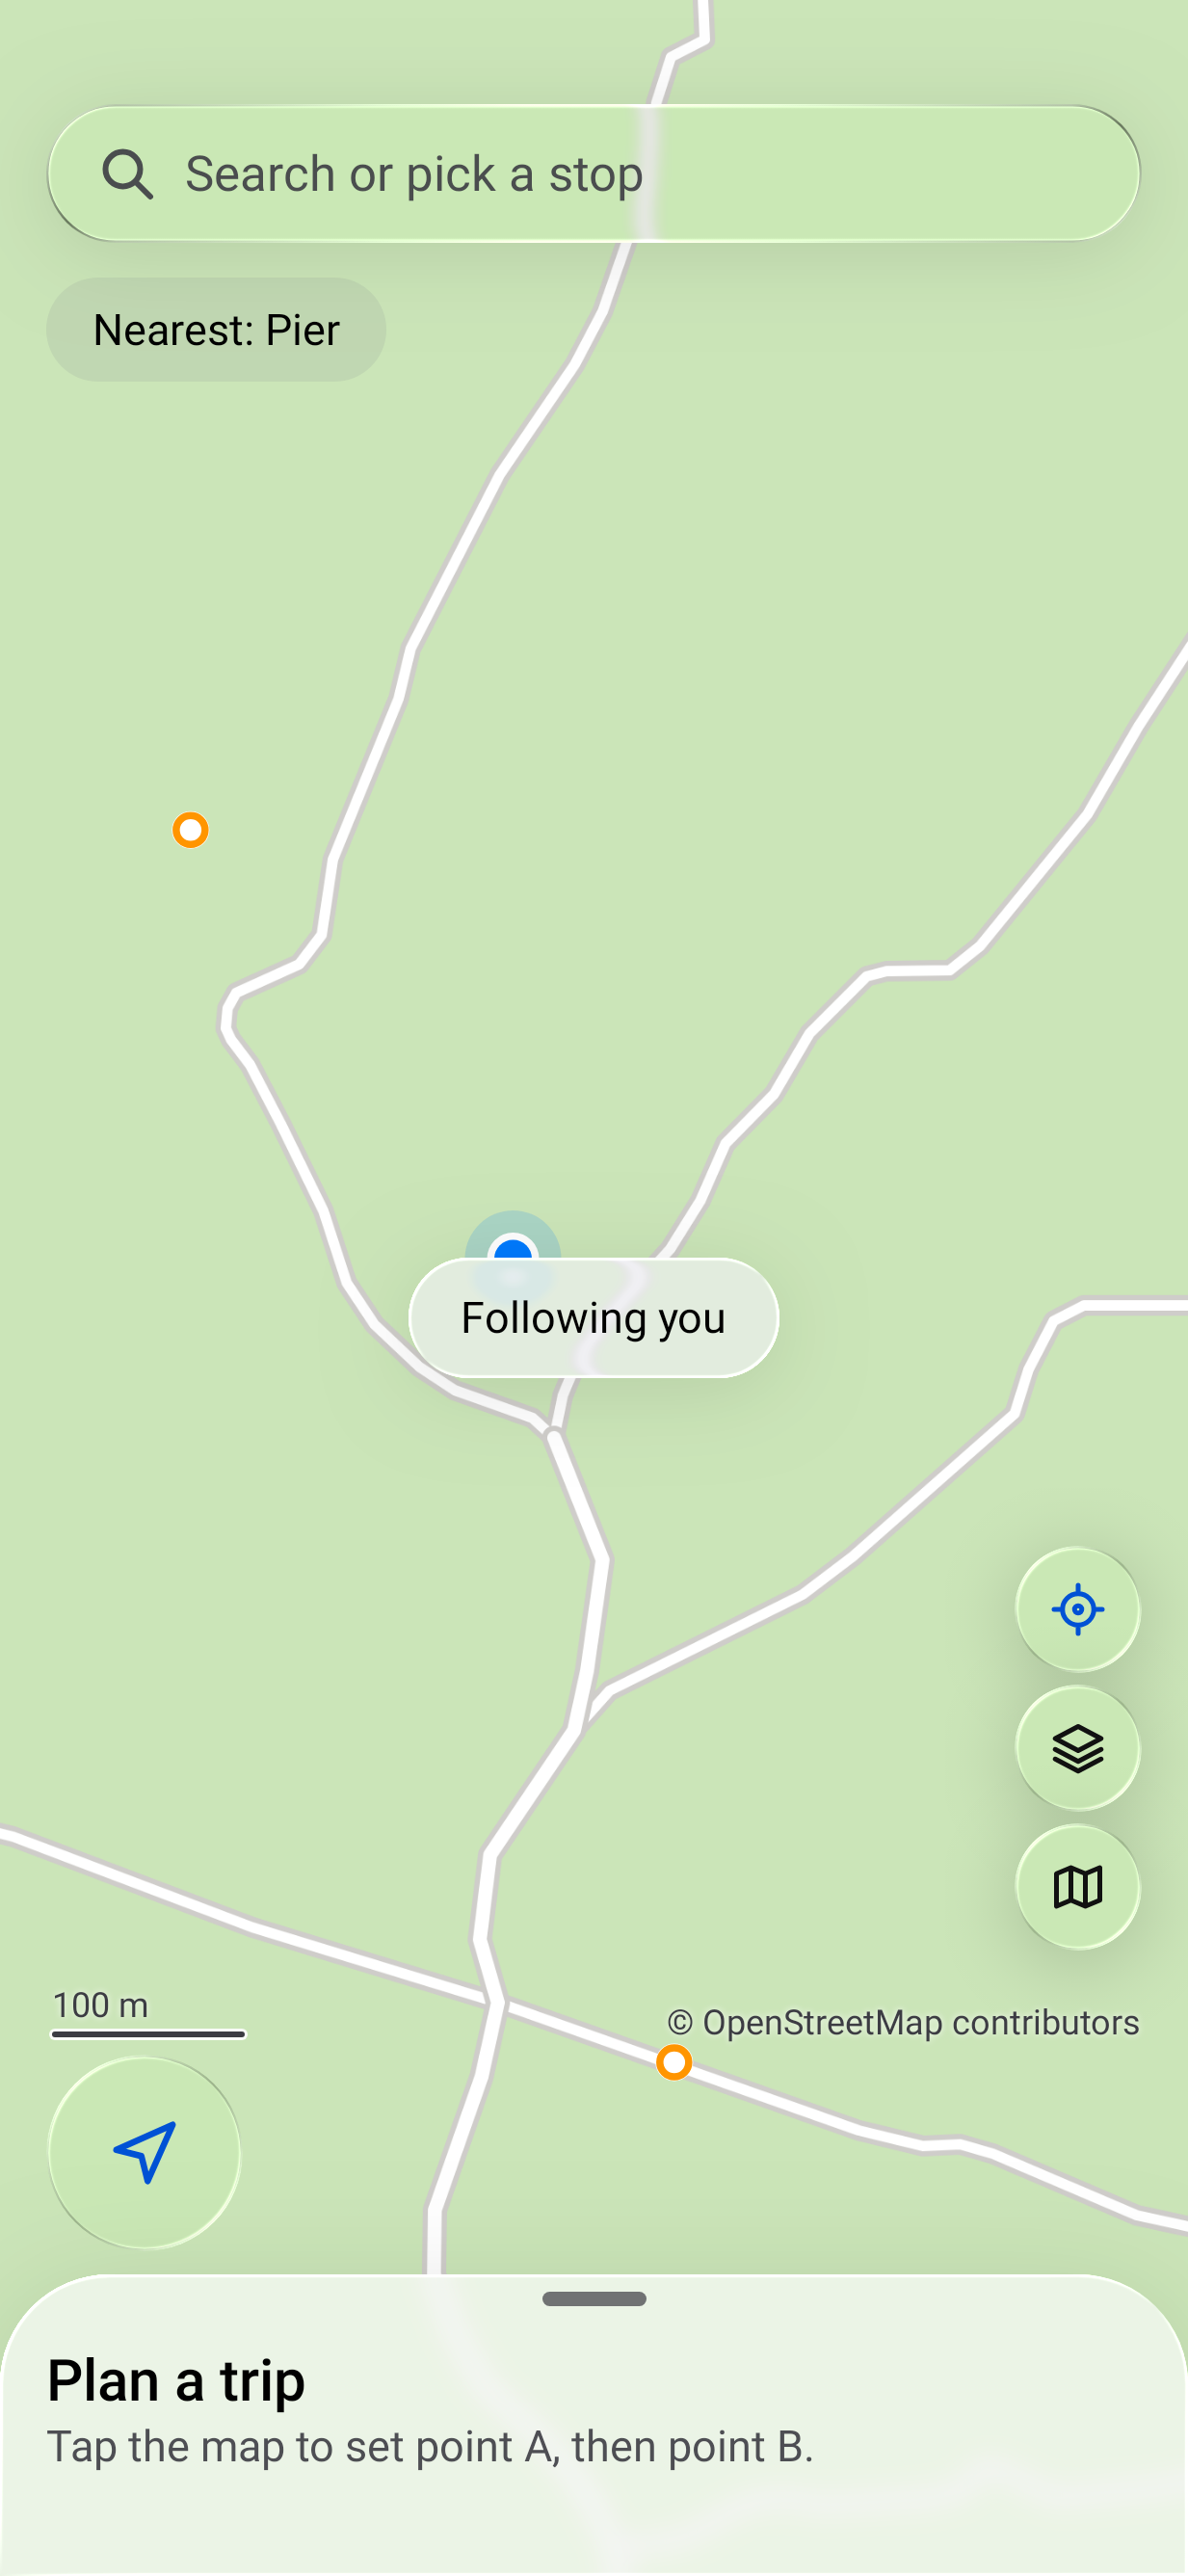 Search or pick a stop
Nearest: Pier
Following you
100 m
© OpenStreetMap contributors
Plan a trip
Tap the map to set point A, then point B.